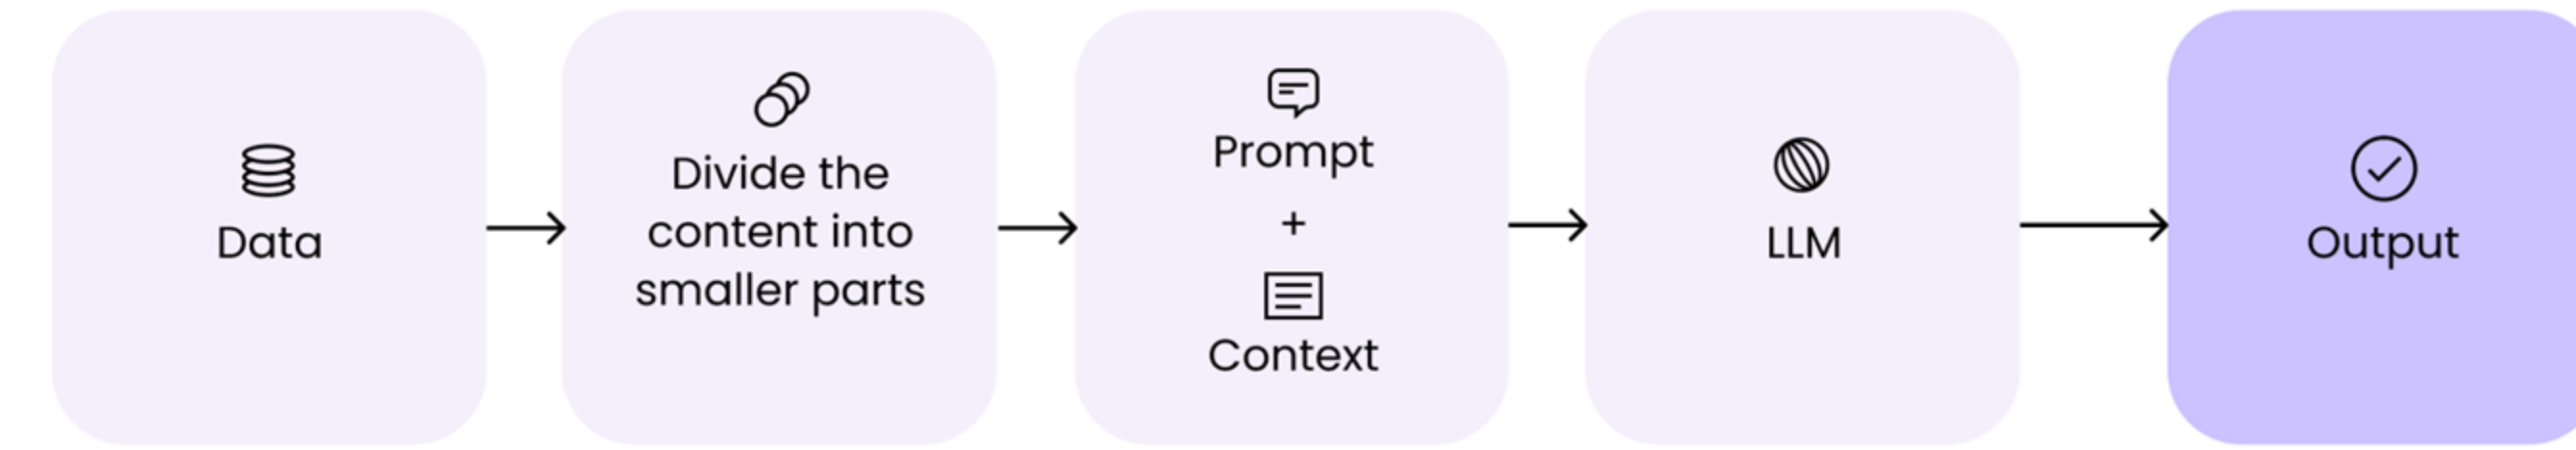 Data
Divide the
content into
smaller parts
Prompt
+
Context
LLM
Output